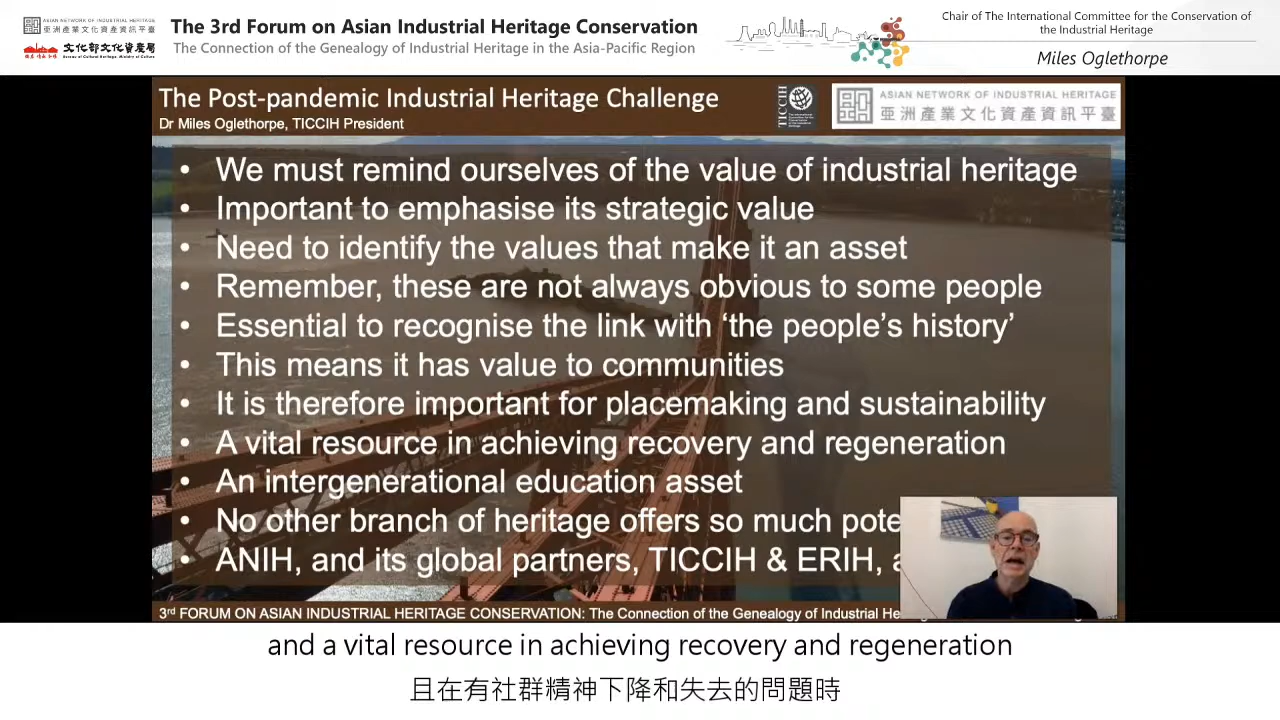 ASIAN NETWORK OF INDUSTRIAL HERITAGE
亞洲產業文化資產資訊平臺
文化部文化資產局
Bureau of Cultural Heritage, Ministry of Culture
The 3rd Forum on Asian Industrial Heritage Conservation
The Connection of the Genealogy of Industrial Heritage in the Asia-Pacific Region
Chair of The International Committee for the Conservation of
the Industrial Heritage
Miles Oglethorpe
The Post-pandemic Industrial Heritage Challenge
Dr Miles Oglethorpe, TICCIH President
TICCIH
ASIAN NETWORK OF INDUSTRIAL HERITAGE
亞洲產業文化資產資訊平臺
• We must remind ourselves of the value of industrial heritage
• Important to emphasise its strategic value
• Need to identify the values that make it an asset
• Remember, these are not always obvious to some people
• Essential to recognise the link with ‘the people’s history’
• This means it has value to communities
• It is therefore important for placemaking and sustainability
• A vital resource in achieving recovery and regeneration
• An intergenerational education asset
• No other branch of heritage offers so much pote
• ANIH, and its global partners, TICCIH & ERIH, a
3rd FORUM ON ASIAN INDUSTRIAL HERITAGE CONSERVATION: The Connection of the Genealogy of Industrial He
and a vital resource in achieving recovery and regeneration
且在有社群精神下降和失去的問題時